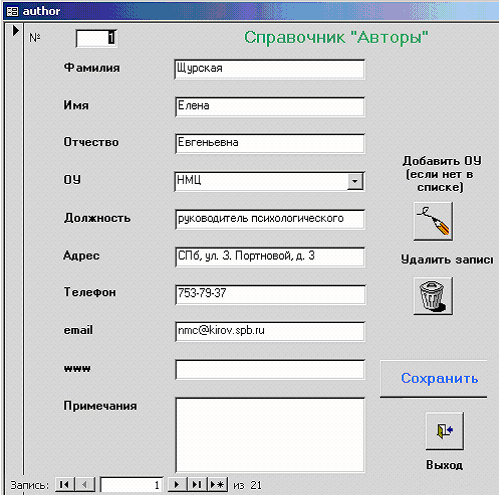 author
№ 1 Справочник "Авторы"
Фамилия Щурская
Имя Елена
Отчество Евгеньевна
Добавить ОУ
(если нет в
списке)
ОУ НМЦ
Должность руководитель психологического
Адрес СПб, ул. З. Портновой, д. 3
Удалить запись
Телефон 753-79-37
email nmc@kirov.spb.ru
www
Сохранить
Примечания
Выход
Запись: 1 из 21